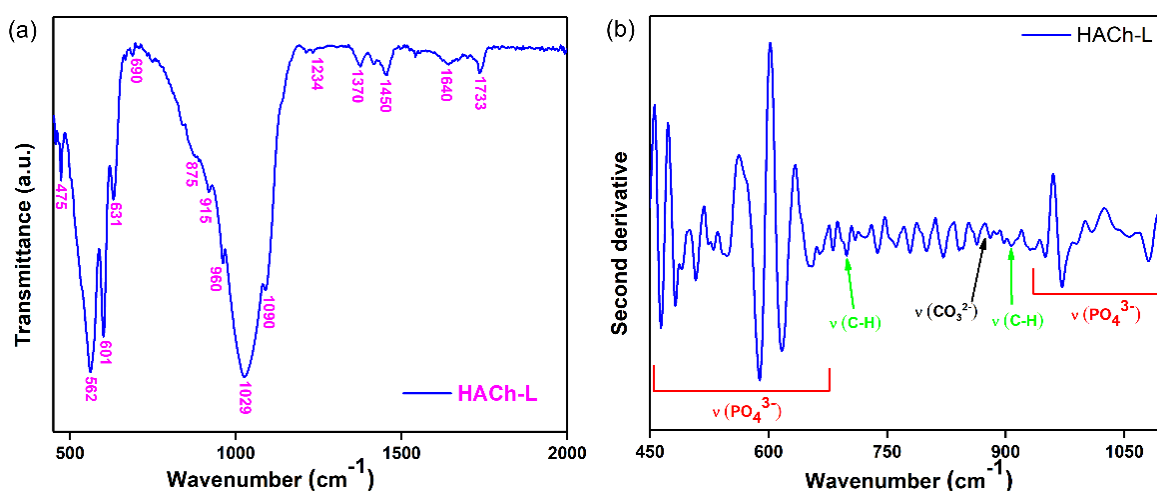 (a)
Transmittance (a.u.)
475
562
601
631
690
875
915
960
1029
1090
1234
1370
1450
1640
1733
HACh-L
500
1000
1500
2000
Wavenumber (cm⁻¹)
(b)
Second derivative
HACh-L
ν (C-H)
ν (CO₃²⁻)
ν (C-H)
ν (PO₄³⁻)
ν (PO₄³⁻)
450
600
750
900
1050
Wavenumber (cm⁻¹)